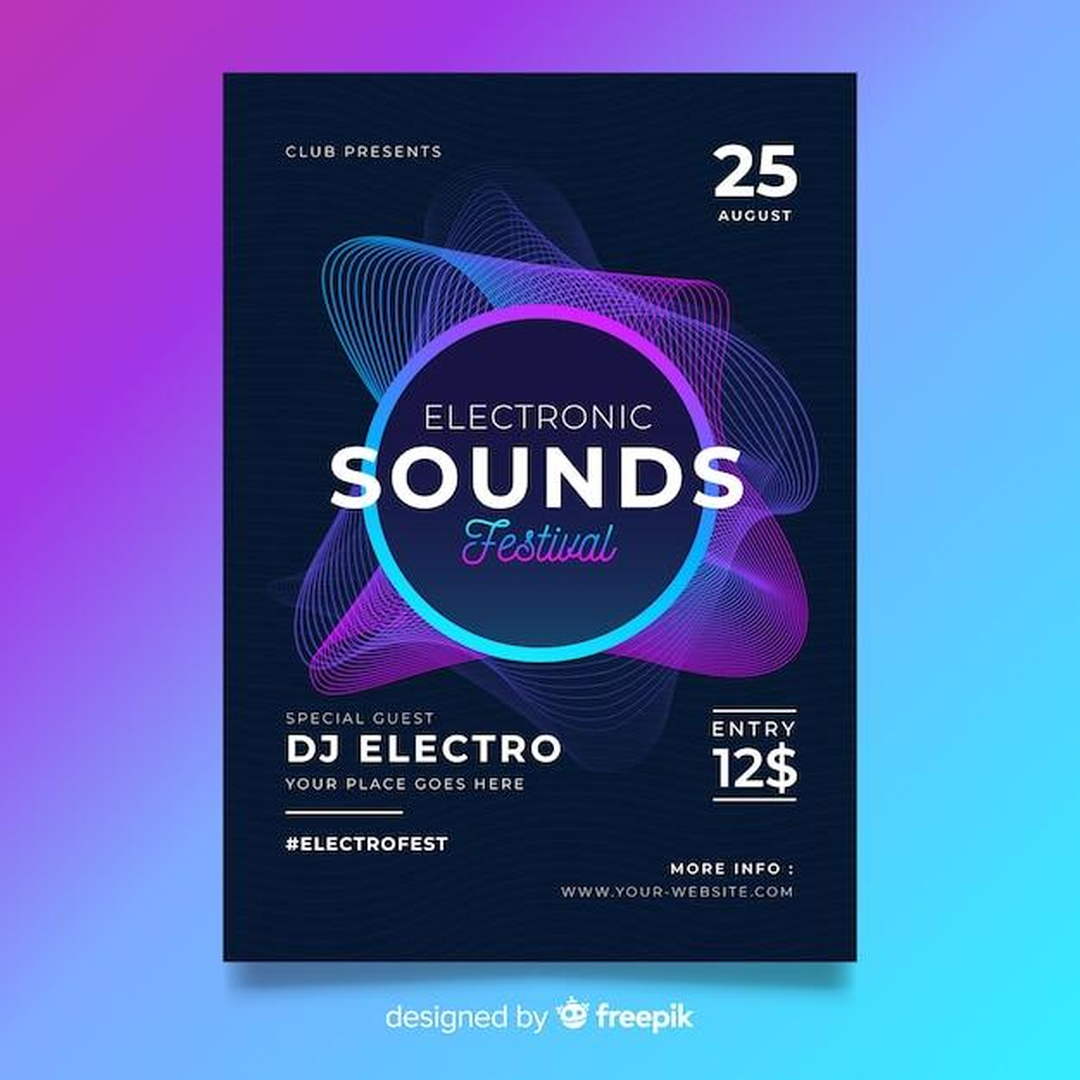 CLUB PRESENTS
25
AUGUST
ELECTRONIC
SOUNDS
Festival
SPECIAL GUEST
DJ ELECTRO
YOUR PLACE GOES HERE
#ELECTROFEST
ENTRY
12$
MORE INFO :
WWW.YOUR-WEBSITE.COM
designed by freepik